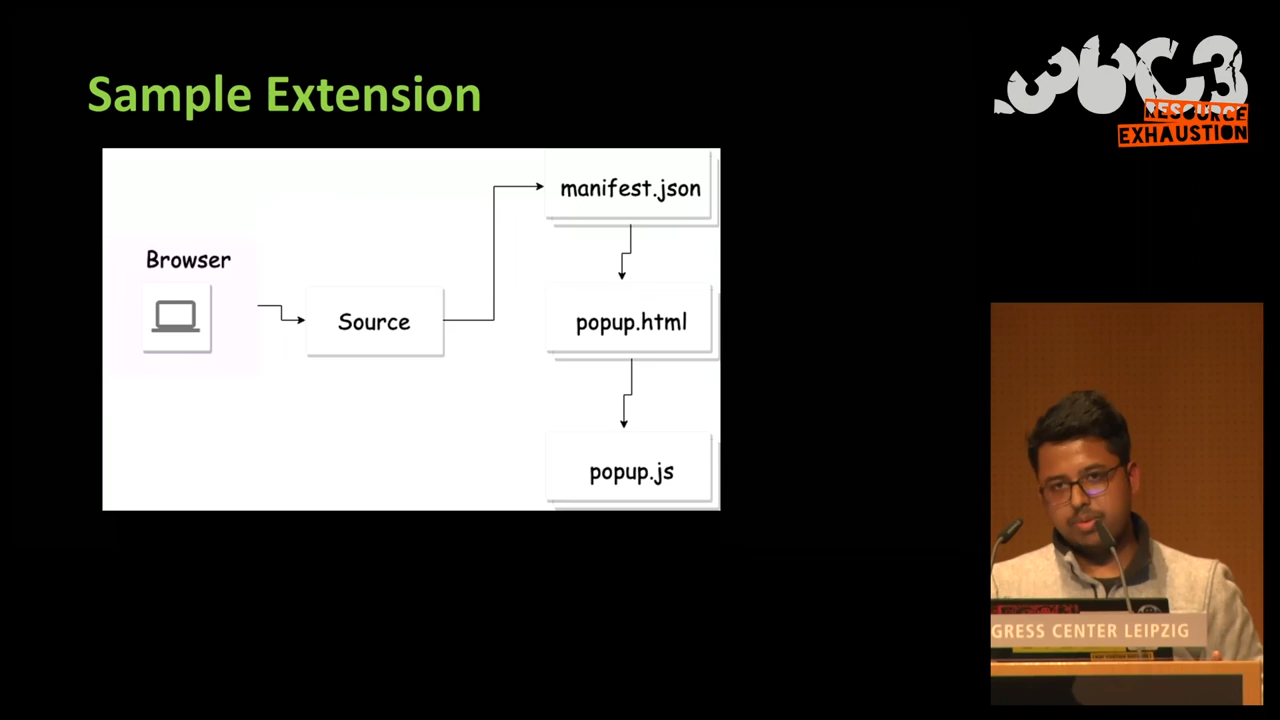 Sample Extension
36C3
RESOURCE
EXHAUSTION
manifest.json
Browser
Source
popup.html
popup.js
GRESS CENTER LEIPZIG